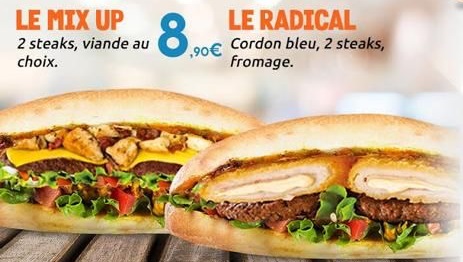 LE MIX UP
2 steaks, viande au
choix.
8,90€
LE RADICAL
Cordon bleu, 2 steaks,
fromage.